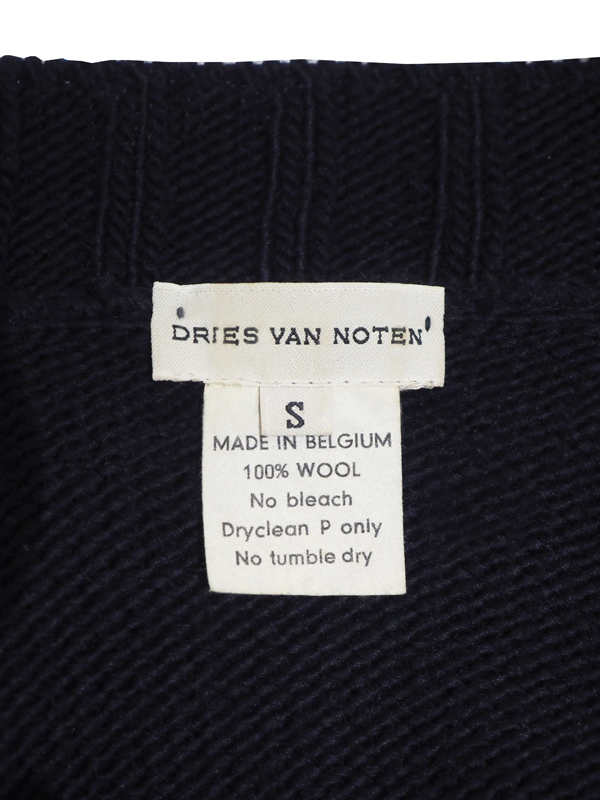 'DRIES VAN NOTEN'
S
MADE IN BELGIUM
100% WOOL
No bleach
Dryclean P only
No tumble dry